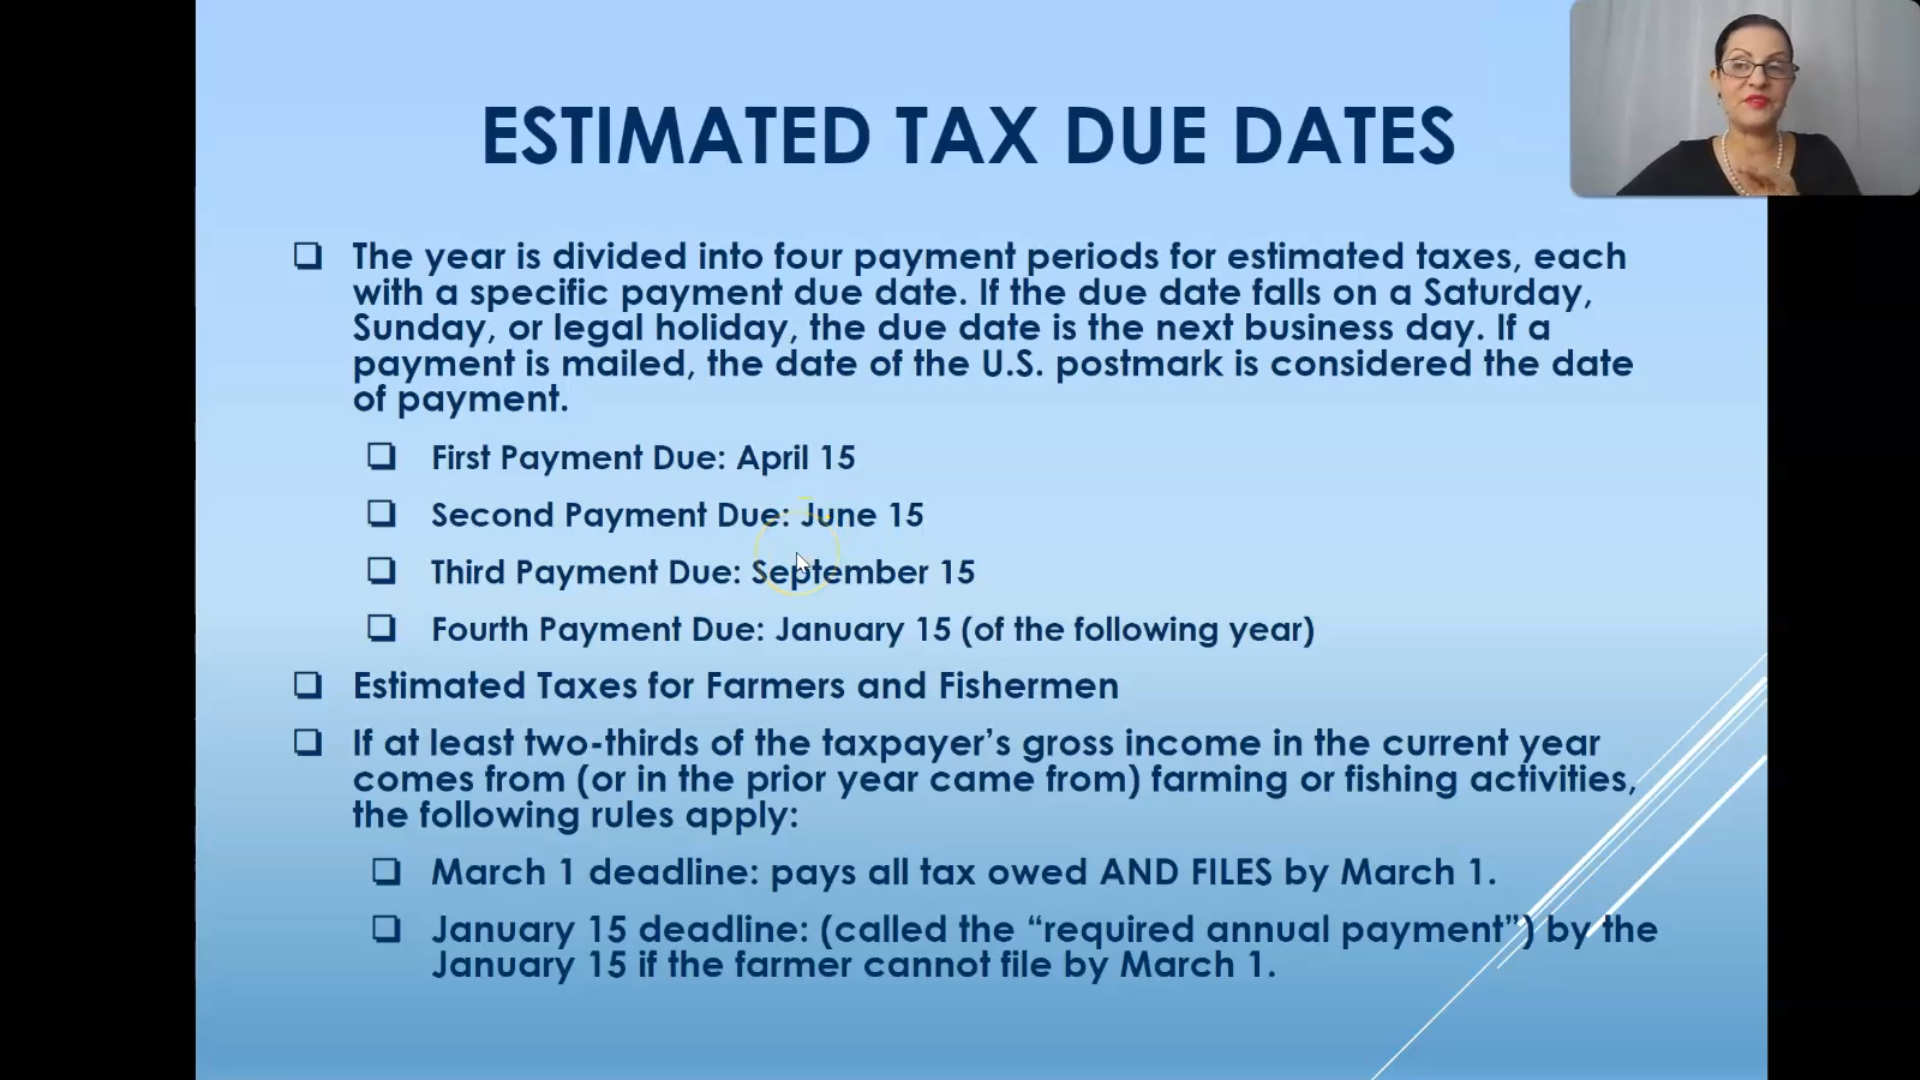 ESTIMATED TAX DUE DATES
The year is divided into four payment periods for estimated taxes, each
with a specific payment due date. If the due date falls on a Saturday,
Sunday, or legal holiday, the due date is the next business day. If a
payment is mailed, the date of the U.S. postmark is considered the date
of payment.
First Payment Due: April 15
Second Payment Due: June 15
Third Payment Due: September 15
Fourth Payment Due: January 15 (of the following year)
Estimated Taxes for Farmers and Fishermen
If at least two-thirds of the taxpayer’s gross income in the current year
comes from (or in the prior year came from) farming or fishing activities,
the following rules apply:
March 1 deadline: pays all tax owed AND FILES by March 1.
January 15 deadline: (called the “required annual payment”) by the
January 15 if the farmer cannot file by March 1.